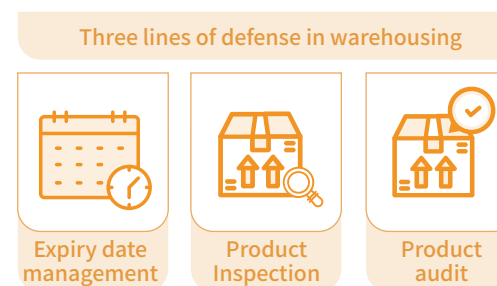 Three lines of defense in warehousing
Expiry date
management
Product
Inspection
Product
audit